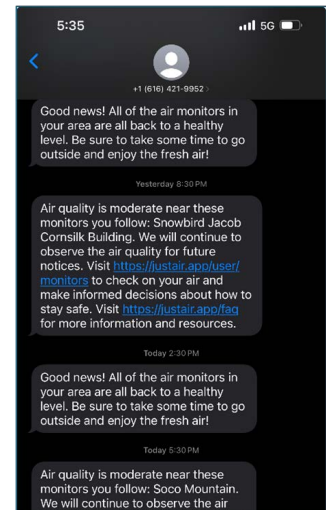 5:35
5G
+1 (616) 421-9952 >
Good news! All of the air monitors in
your area are all back to a healthy
level. Be sure to take some time to go
outside and enjoy the fresh air!
Yesterday 8:30 PM
Air quality is moderate near these
monitors you follow: Snowbird Jacob
Cornsilk Building. We will continue to
observe the air quality for future
notices. Visit https://justair.app/user/
monitors to check on your air and
make informed decisions about how to
stay safe. Visit https://justair.app/faq
for more information and resources.
Today 2:30 PM
Good news! All of the air monitors in
your area are all back to a healthy
level. Be sure to take some time to go
outside and enjoy the fresh air!
Today 5:30 PM
Air quality is moderate near these
monitors you follow: Soco Mountain.
We will continue to observe the air